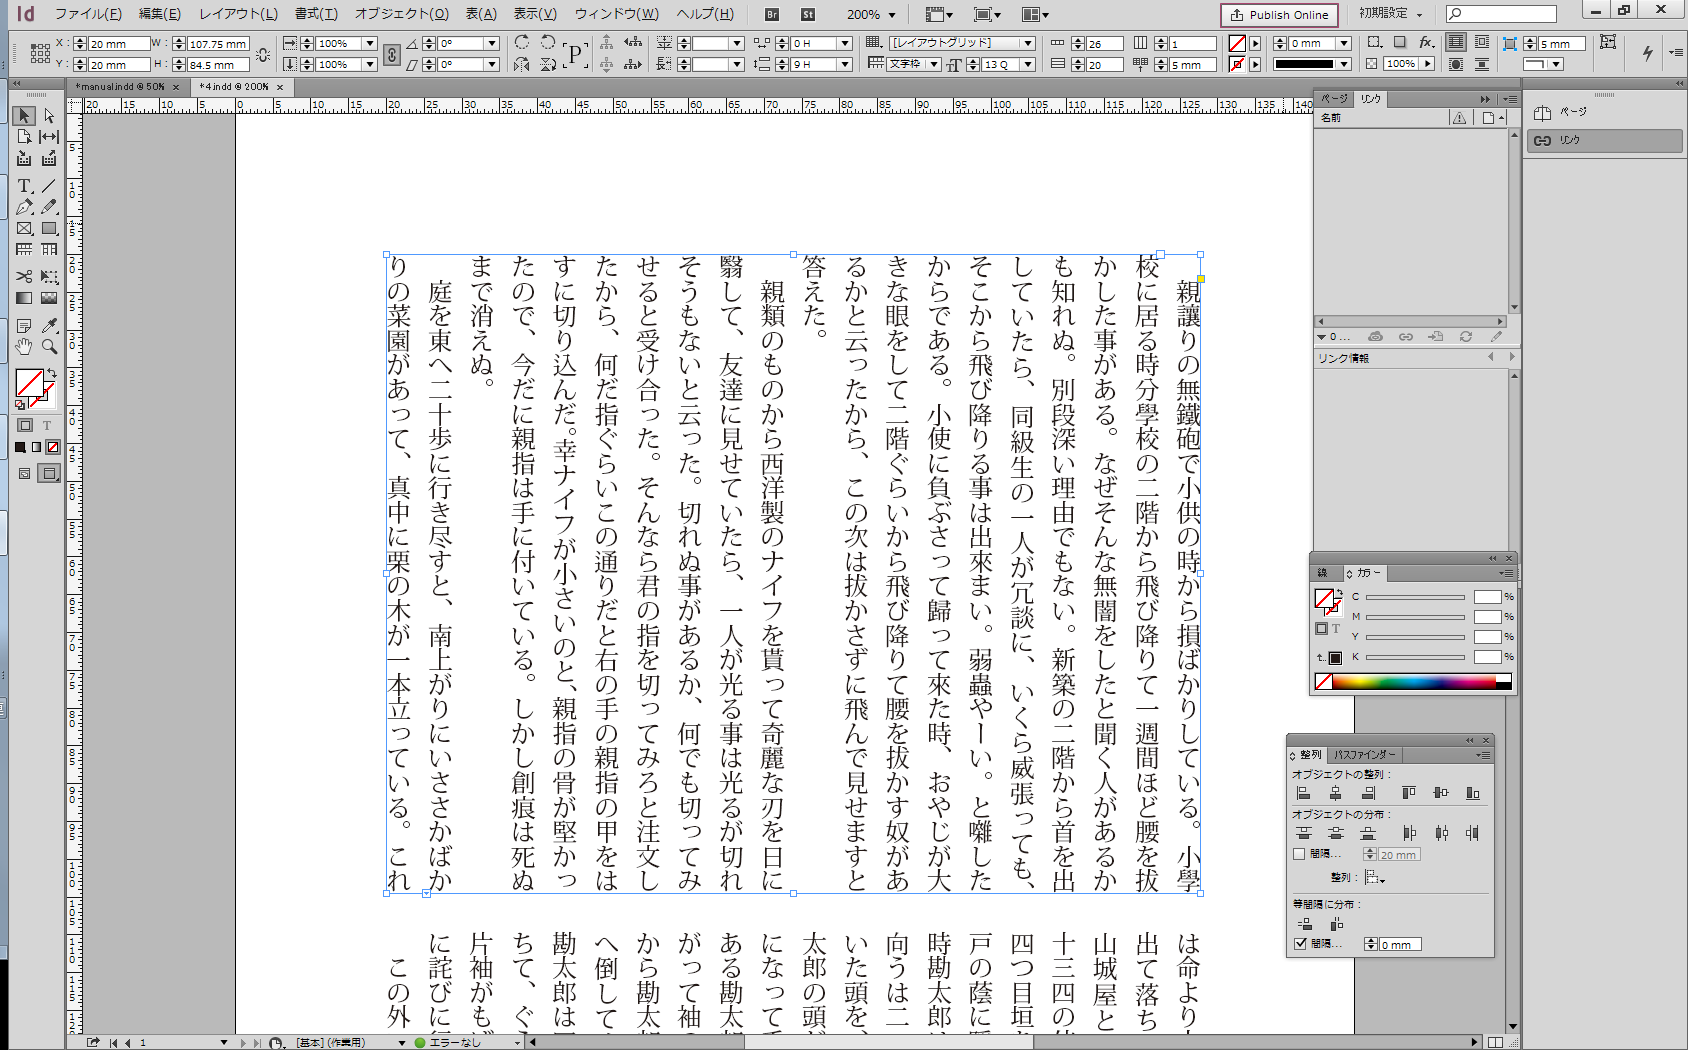 Id ファイル(F) 編集(E) レイアウト(L) 書式(T) オブジェクト(O) 表(A) 表示(V) ウィンドウ(W) ヘルプ(H) Br St 200% Publish Online 初期設定
X: 20 mm W: 107.75 mm 100% 0° 0 H [レイアウトグリッド] 26 1 0 mm 5 mm
Y: 20 mm H: 84.5 mm 100% 0° 9 H 文字枠 13 Q 20 5 mm 100%
*manual.indd @ 50% × *4.indd @ 200% ×
20 15 10 5 0 5 10 15 20 25 30 35 40 45 50 55 60 65 70 75 80 85 90 95 100 105 110 115 120 125 130 135 140
親譲りの無鐵砲で小供の時から損ばかりしている。小學
校に居る時分學校の二階から飛び降りて一週間ほど腰を抜
かした事がある。なぜそんな無闇をしたと聞く人があるか
も知れぬ。別段深い理由でもない。新築の二階から首を出
していたら、同級生の一人が冗談に、いくら威張っても、
そこから飛び降りる事は出來まい。弱蟲やーい。と囃した
からである。小使に負ぶさって歸って來た時、おやじが大
きな眼をして二階ぐらいから飛び降りて腰を抜かす奴があ
るかと云ったから、この次は抜かさずに飛んで見せますと
答えた。
親類のものから西洋製のナイフを貰って奇麗な刃を日に
翳して、友達に見せていたら、一人が光る事は光るが切れ
そうもないと云った。切れぬ事があるか、何でも切ってみ
せると受け合った。そんなら君の指を切ってみろと注文し
たから、何だ指ぐらいこの通りだと右の手の親指の甲をは
すに切り込んだ。幸ナイフが小さいのと、親指の骨が堅かっ
たので、今だに親指は手に付いている。しかし創痕は死ぬ
まで消えぬ。
庭を東へ二十歩に行き尽すと、南上がりにいささかばか
りの菜園があって、真中に栗の木が一本立っている。これ
は命より
出て落ち
山城屋と
十三四の
四つ目垣
戸の蔭に
時勘太郎
向うは二
いた頭を、
太郎の頭
になって
ある勘太
がって袖
から勘太
へ倒して
勘太郎は
ちて、ぐ
片袖がも
に詫びに
この外
ページ リンク
名前
0 ...
リンク情報
ページ
リンク
線 カラー
C %
M %
Y %
K %
整列 パスファインダー
オブジェクトの整列 :
オブジェクトの分布 :
間隔... 20 mm
整列 :
等間隔に分布 :
間隔... 0 mm
1 [基本] (作業用) エラーなし